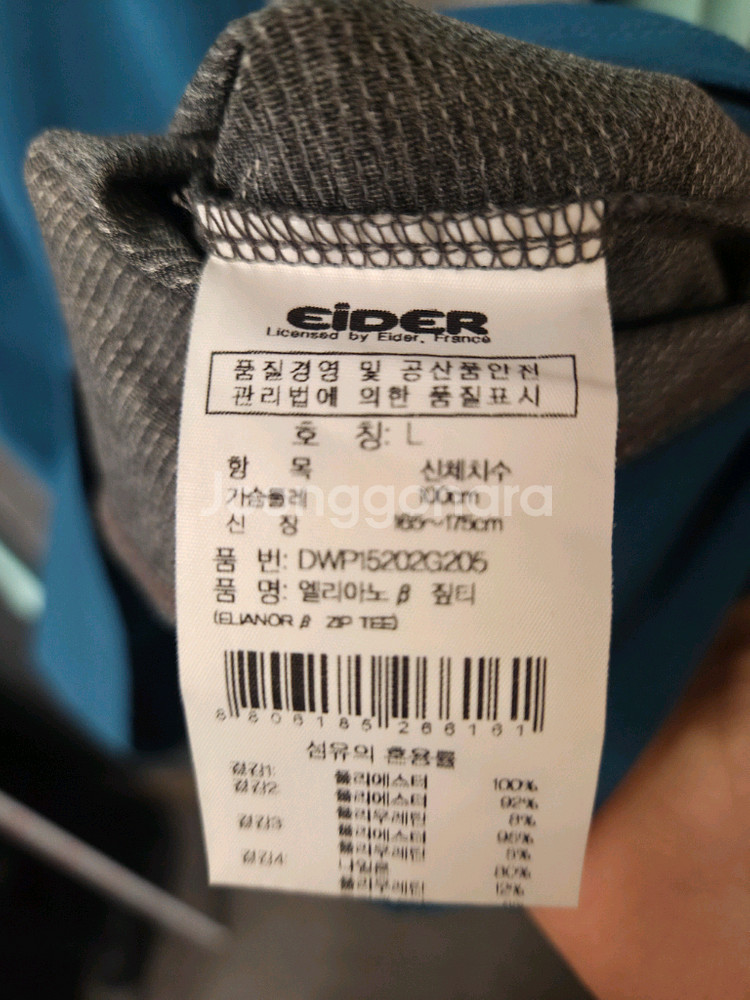 EiDER
Licensed by Eider, France
품질경영 및 공산품안전
관리법에 의한 품질표시
호 칭: L
항 목 신체치수
가슴둘레 100cm
신 장 165~175cm
Joonggonara
품 번: DWP15202G205
품 명: 엘리아노 β 짚티
(ELIANOR β ZIP TEE)
8 806185 266161
섬유의 혼용률
겉감1: 폴리에스터 100%
겉감2: 폴리에스터 92%
폴리우레탄 8%
겉감3: 폴리에스터 95%
폴리우레탄 5%
겉감4: 나일론 80%
폴리우레탄 12%